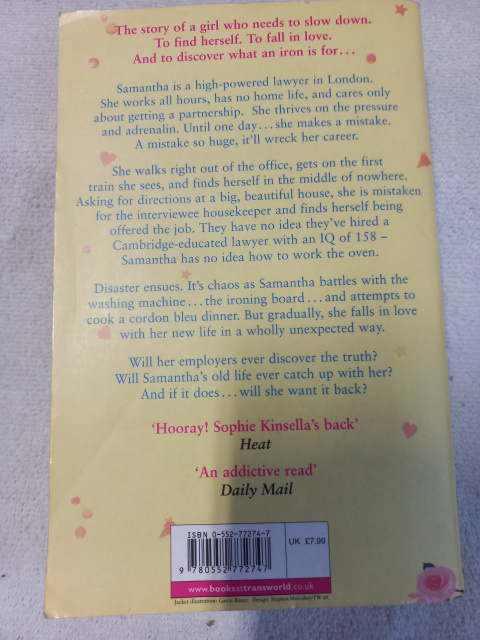 The story of a girl who needs to slow down.
To find herself. To fall in love.
And to discover what an iron is for…
Samantha is a high-powered lawyer in London.
She works all hours, has no home life, and cares only
about getting a partnership. She thrives on the pressure
and adrenalin. Until one day…she makes a mistake.
A mistake so huge, it'll wreck her career.
She walks right out of the office, gets on the first
train she sees, and finds herself in the middle of nowhere.
Asking for directions at a big, beautiful house, she is mistaken
for the interviewee housekeeper and finds herself being
offered the job. They have no idea they've hired a
Cambridge-educated lawyer with an IQ of 158 –
Samantha has no idea how to work the oven.
Disaster ensues. It's chaos as Samantha battles with the
washing machine…the ironing board…and attempts to
cook a cordon bleu dinner. But gradually, she falls in love
with her new life in a wholly unexpected way.
Will her employers ever discover the truth?
Will Samantha's old life ever catch up with her?
And if it does…will she want it back?
'Hooray! Sophie Kinsella's back'
Heat
'An addictive read'
Daily Mail
ISBN 0-552-77274-7
UK £7.99
9 780552 772747
www.booksattransworld.co.uk
Jacket illustration: Design: Stephen